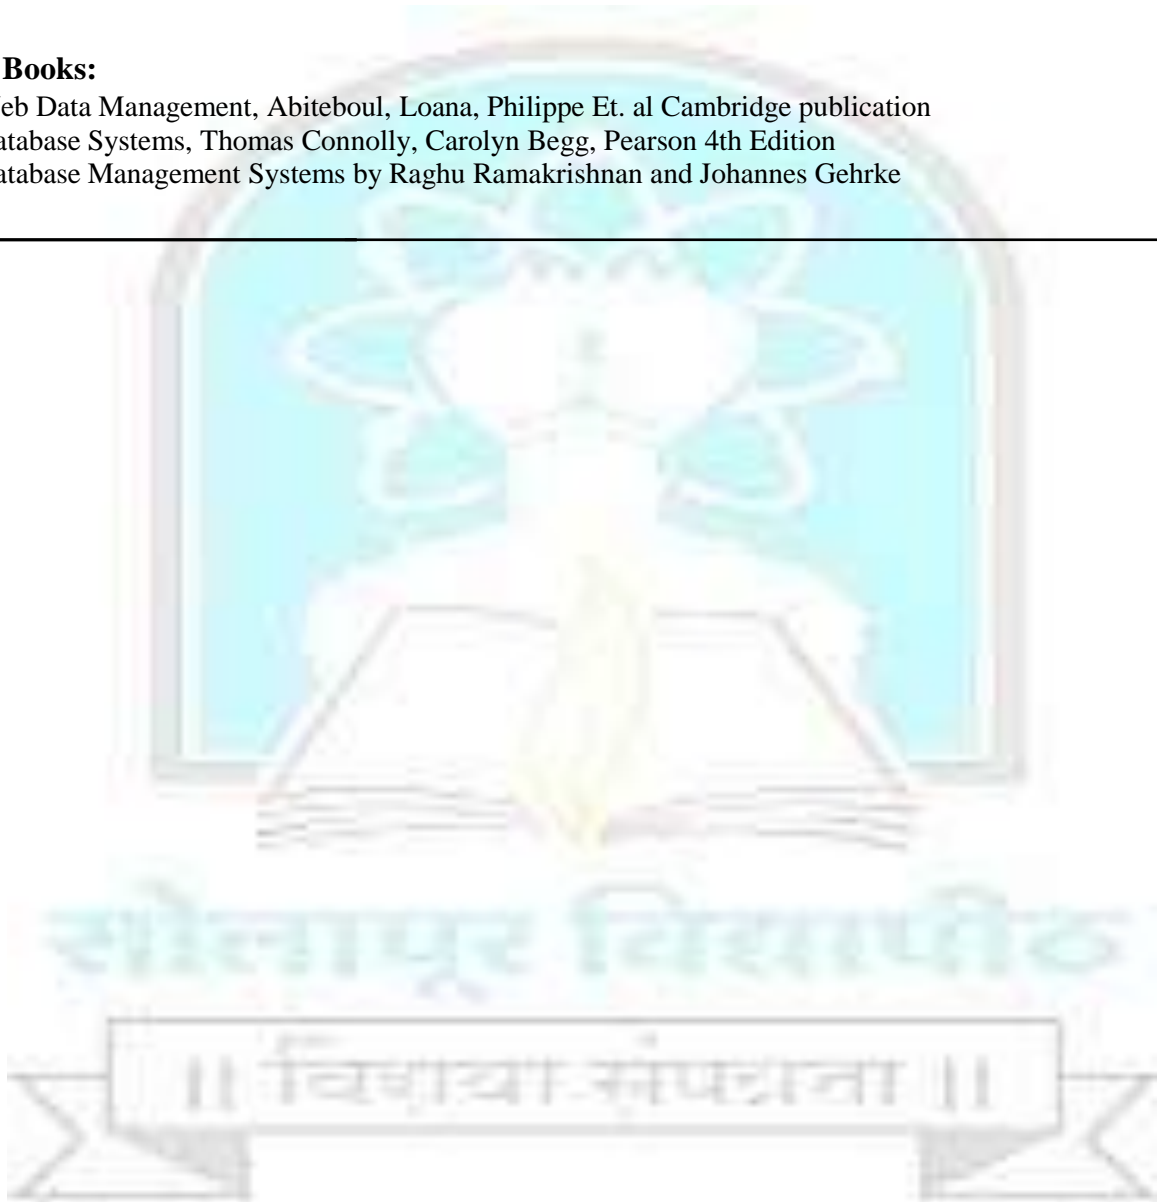 Books:
eb Data Management, Abiteboul, Loana, Philippe Et. al Cambridge publication
atabase Systems, Thomas Connolly, Carolyn Begg, Pearson 4th Edition
atabase Management Systems by Raghu Ramakrishnan and Johannes Gehrke
सोलापूर विद्यापीठ
|| विद्यया संपन्नता ||